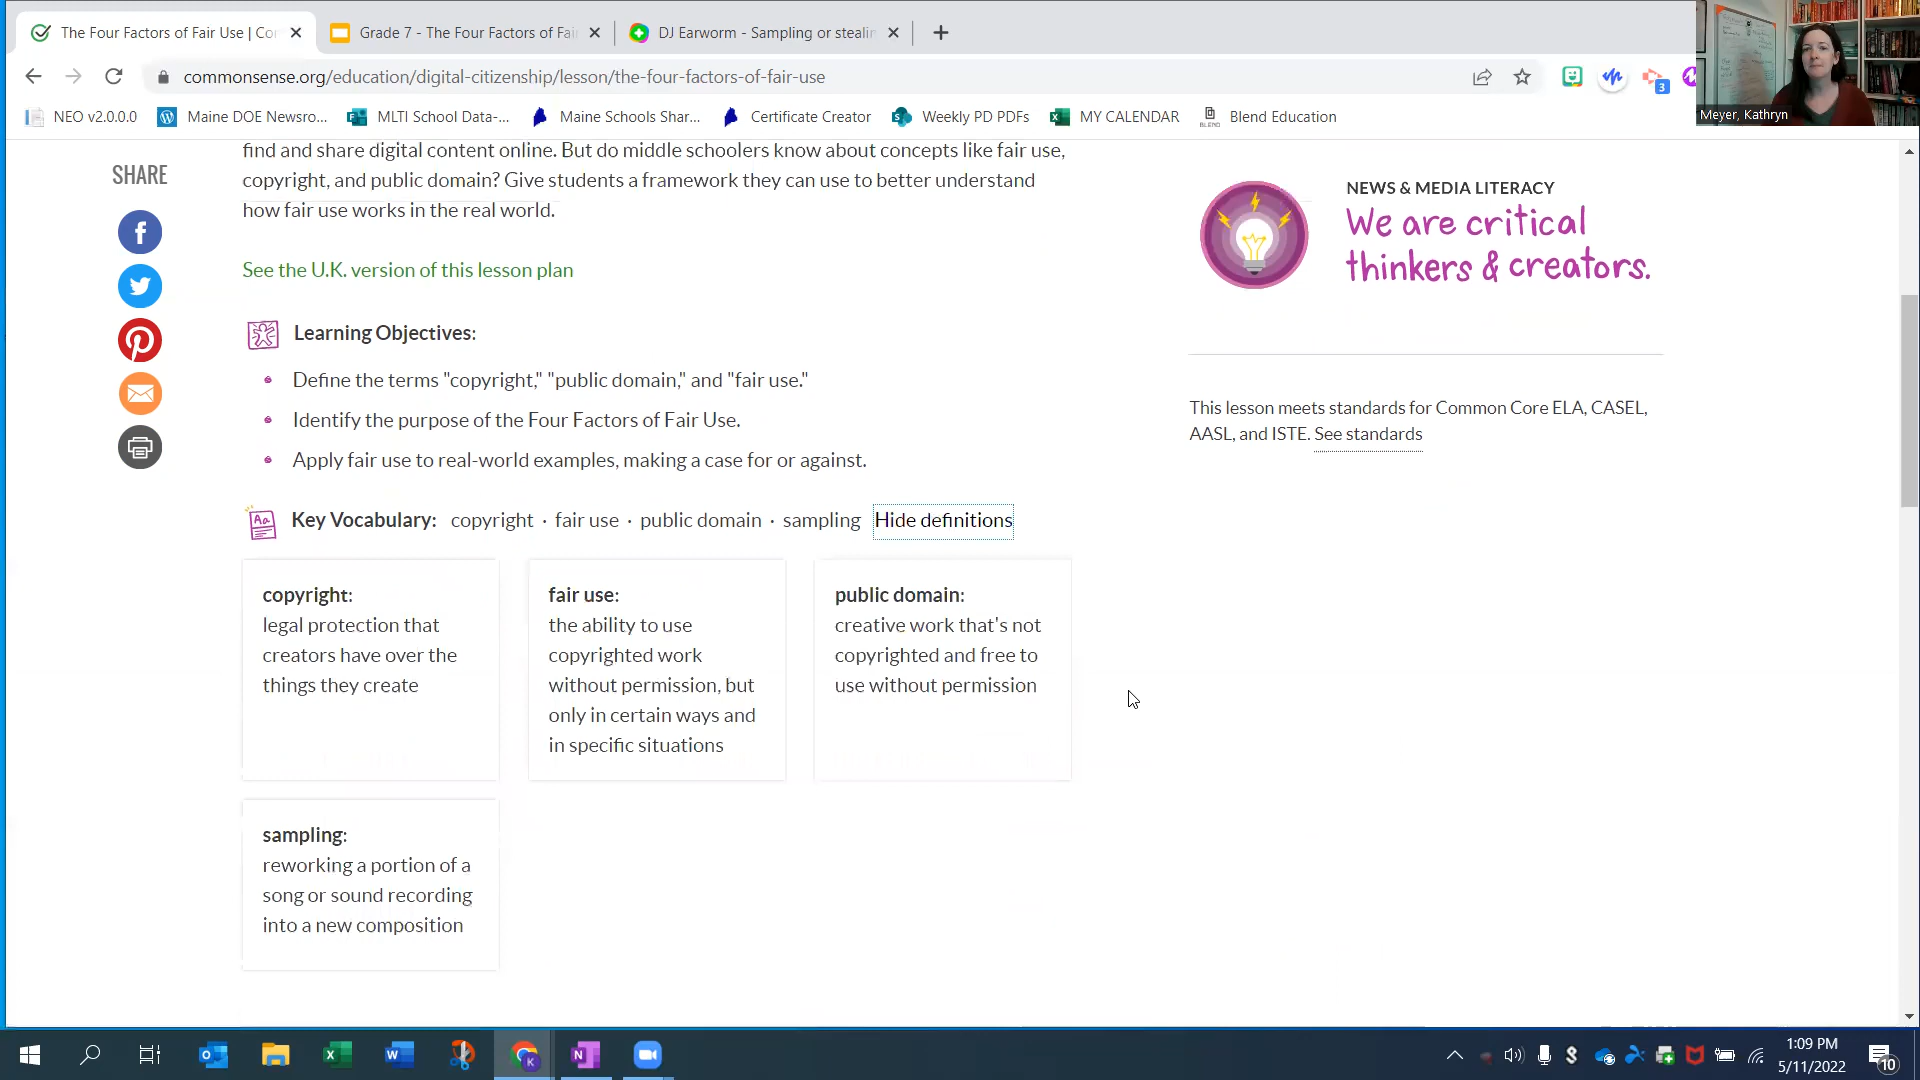 The Four Factors of Fair Use | Co
Grade 7 - The Four Factors of Fai
DJ Earworm - Sampling or stealin
commonsense.org/education/digital-citizenship/lesson/the-four-factors-of-fair-use
3
Meyer, Kathryn
NEO v2.0.0.0
Maine DOE Newsro...
MLTI School Data-...
Maine Schools Shar...
Certificate Creator
Weekly PD PDFs
MY CALENDAR
BLEND
Blend Education
SHARE
find and share digital content online. But do middle schoolers know about concepts like fair use,
copyright, and public domain? Give students a framework they can use to better understand
how fair use works in the real world.
See the U.K. version of this lesson plan
Learning Objectives:
Define the terms "copyright," "public domain," and "fair use."
Identify the purpose of the Four Factors of Fair Use.
Apply fair use to real-world examples, making a case for or against.
Aa
Key Vocabulary: copyright · fair use · public domain · sampling Hide definitions
copyright:
legal protection that
creators have over the
things they create
fair use:
the ability to use
copyrighted work
without permission, but
only in certain ways and
in specific situations
public domain:
creative work that's not
copyrighted and free to
use without permission
sampling:
reworking a portion of a
song or sound recording
into a new composition
NEWS & MEDIA LITERACY
We are critical
thinkers & creators.
This lesson meets standards for Common Core ELA, CASEL,
AASL, and ISTE. See standards
1:09 PM
5/11/2022
10